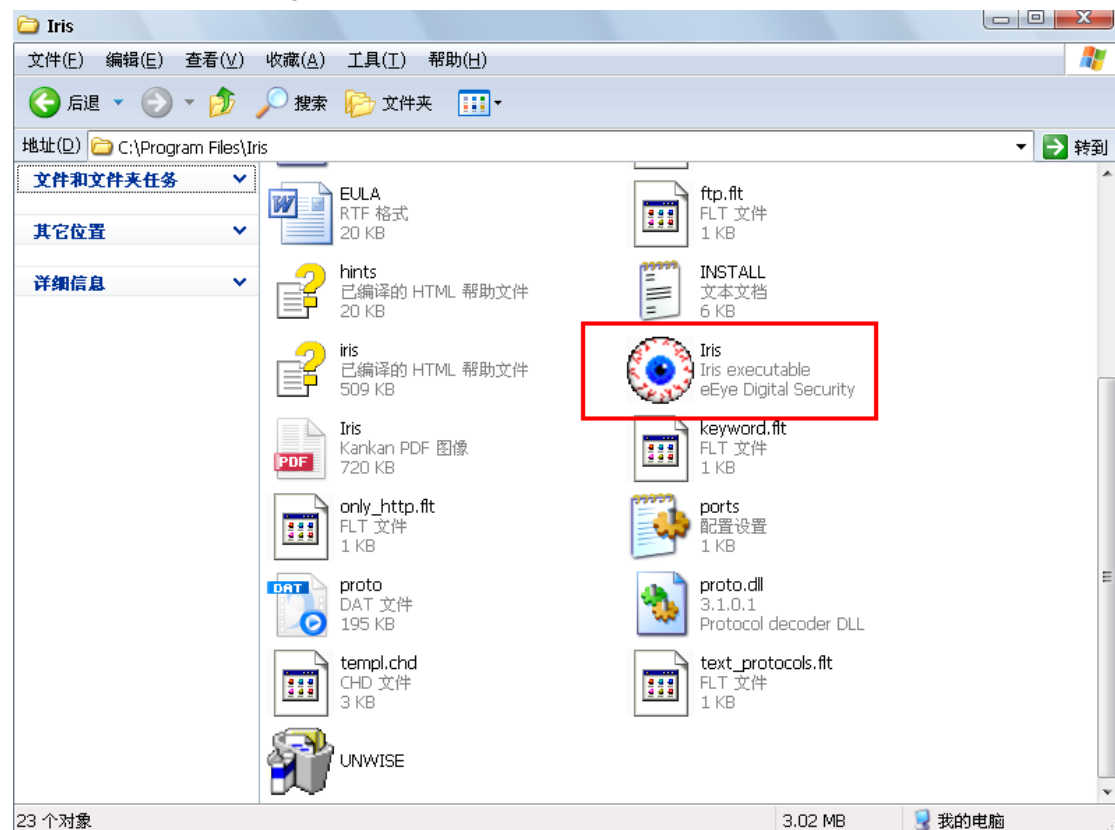 Iris
文件(F) 编辑(E) 查看(V) 收藏(A) 工具(T) 帮助(H)
后退 搜索 文件夹
地址(D) C:\Program Files\Iris 转到
文件和文件夹任务
其它位置
详细信息
EULA
RTF 格式
20 KB
ftp.flt
FLT 文件
1 KB
hints
已编译的 HTML 帮助文件
20 KB
INSTALL
文本文档
6 KB
iris
已编译的 HTML 帮助文件
509 KB
Iris
Iris executable
eEye Digital Security
Iris
Kankan PDF 图像
720 KB
keyword.flt
FLT 文件
1 KB
only_http.flt
FLT 文件
1 KB
ports
配置设置
1 KB
proto
DAT 文件
195 KB
proto.dll
3.1.0.1
Protocol decoder DLL
templ.chd
CHD 文件
3 KB
text_protocols.flt
FLT 文件
1 KB
UNWISE
23 个对象 3.02 MB 我的电脑
PDF
DAT